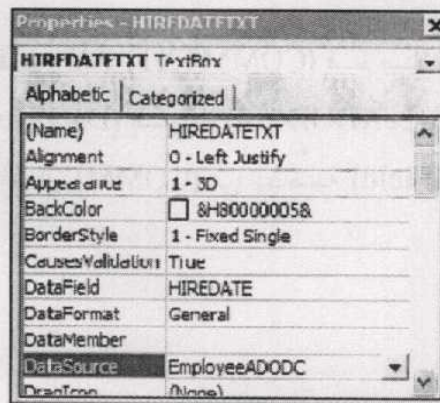 Properties - HIREDATETXT
HIREDATETXT TextBox
Alphabetic Categorized
(Name) HIREDATETXT
Alignment 0 - Left Justify
Appearance 1 - 3D
BackColor &H80000005&
BorderStyle 1 - Fixed Single
CausesValidation True
DataField HIREDATE
DataFormat General
DataMember
DataSource EmployeeADODC
DragIcon (None)